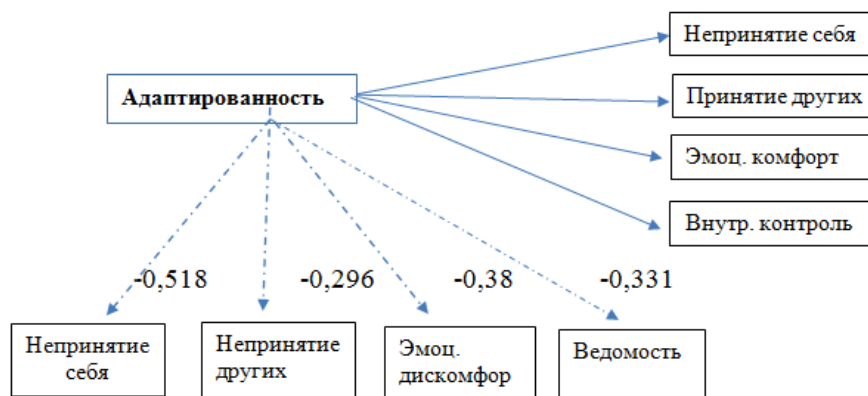 Непринятие себя
Адаптированность
Принятие других
Эмоц. комфорт
Внутр. контроль
-0,518
-0,296
-0,38
-0,331
Непринятие
себя
Непринятие
других
Эмоц.
дискомфор
Ведомость